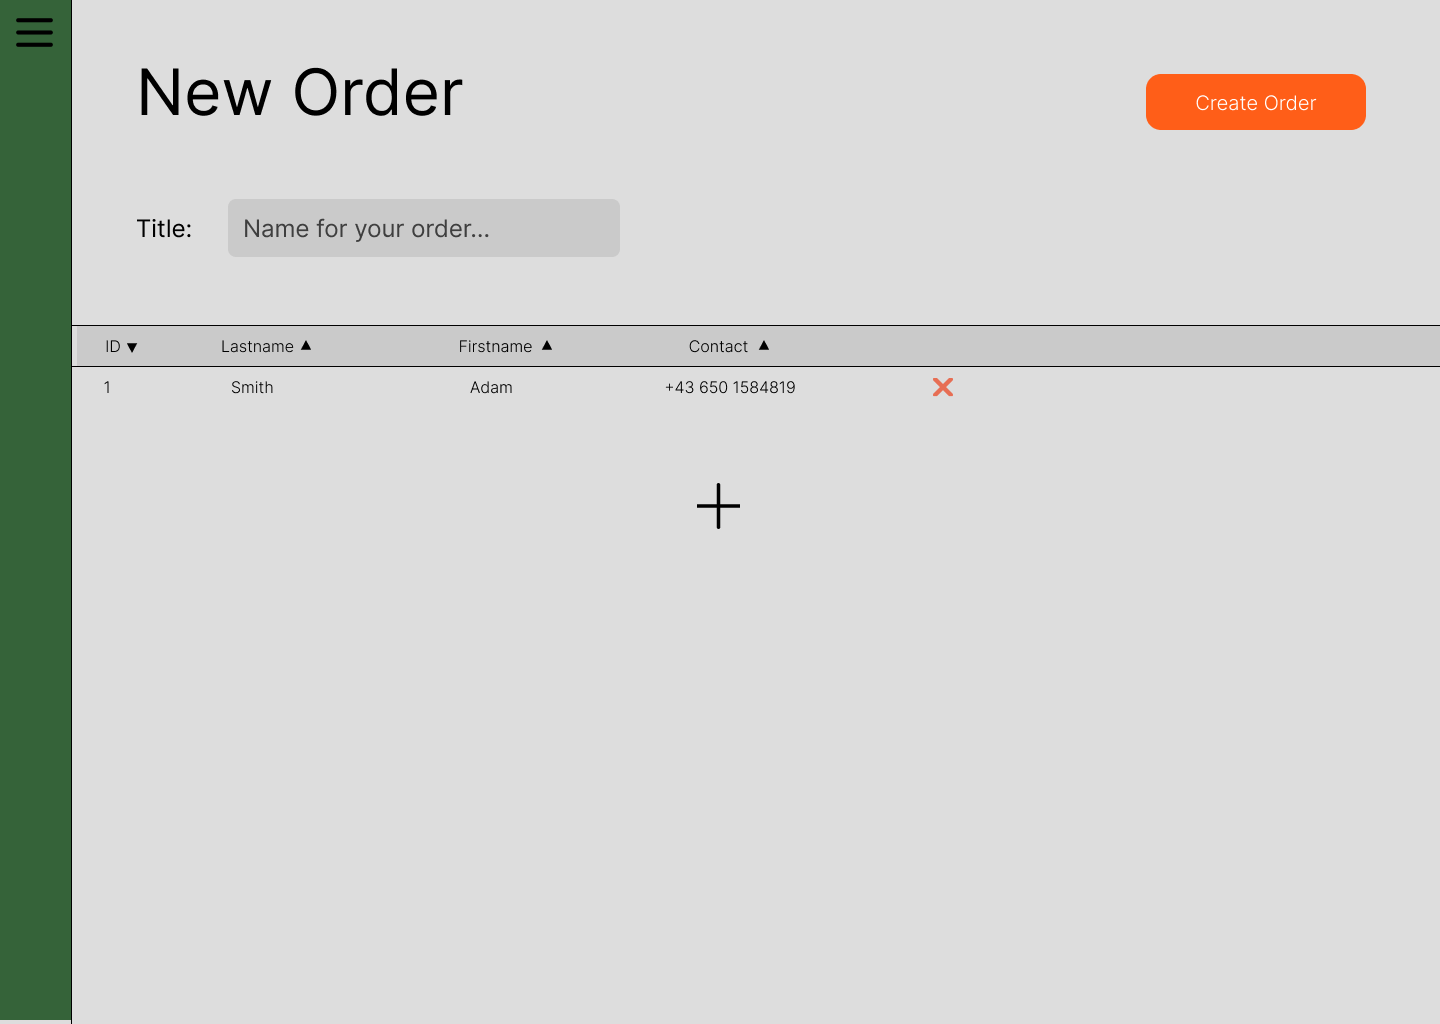 New Order
Create Order
Title: Name for your order...
ID ▼ Lastname ▲ Firstname ▲ Contact ▲
1 Smith Adam +43 650 1584819